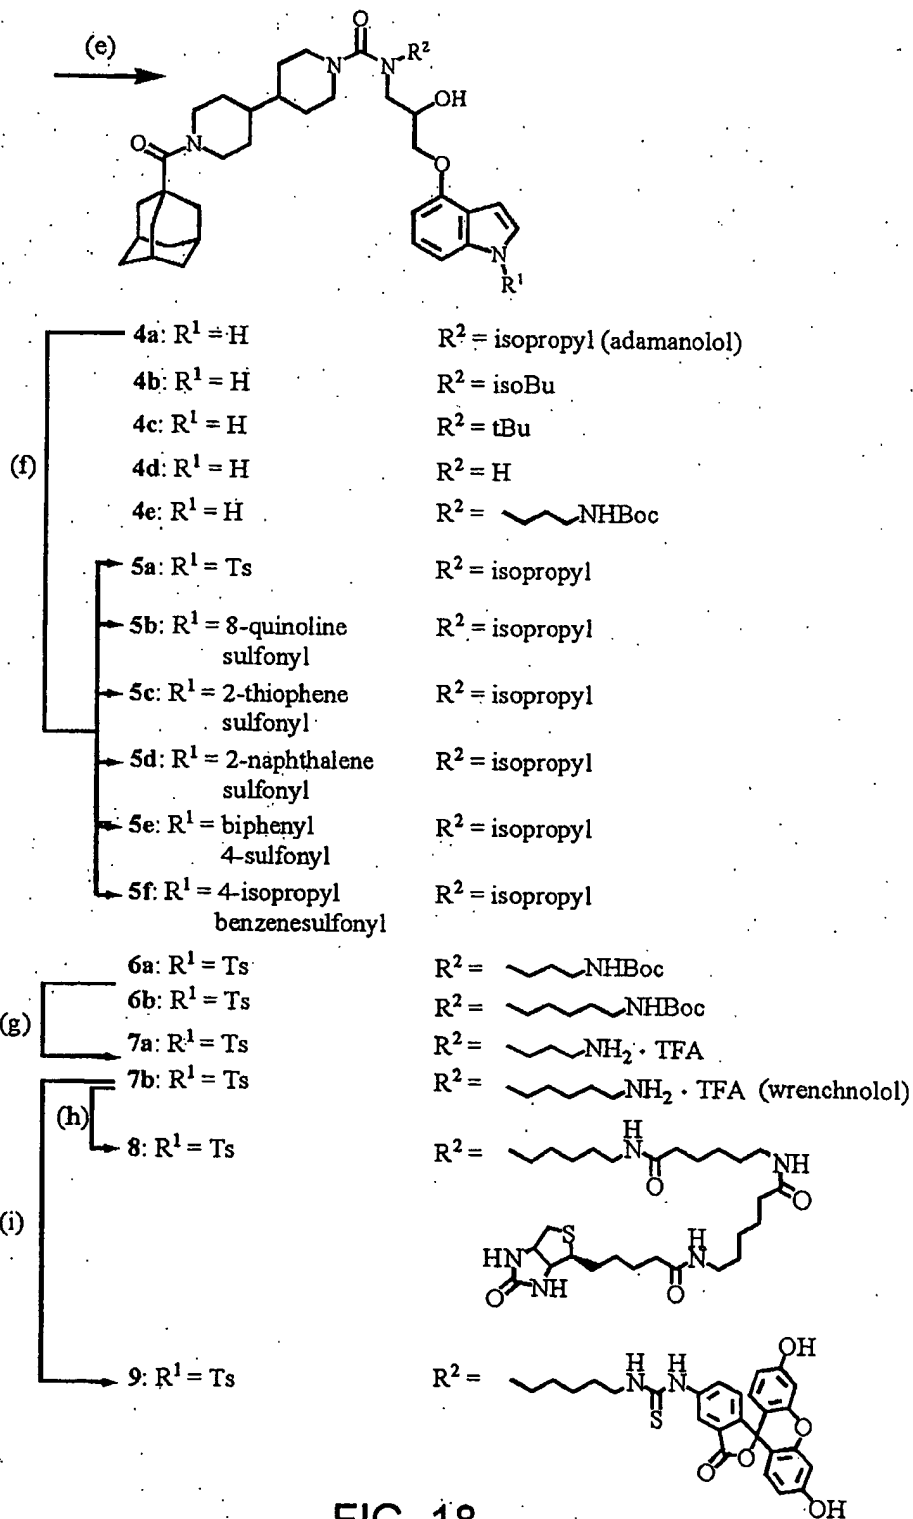 (e)
O
N
N
R²
OH
O
N
O
N
R¹
4a: R¹ = H R² = isopropyl (adamanolol)
4b: R¹ = H R² = isoBu
4c: R¹ = H R² = tBu
(f)
4d: R¹ = H R² = H
4e: R¹ = H R² = NHBoc
5a: R¹ = Ts R² = isopropyl
5b: R¹ = 8-quinoline R² = isopropyl
sulfonyl
5c: R¹ = 2-thiophene R² = isopropyl
sulfonyl
5d: R¹ = 2-naphthalene R² = isopropyl
sulfonyl
5e: R¹ = biphenyl R² = isopropyl
4-sulfonyl
5f: R¹ = 4-isopropyl R² = isopropyl
benzenesulfonyl
6a: R¹ = Ts R² = NHBoc
6b: R¹ = Ts R² = NHBoc
(g)
7a: R¹ = Ts R² = NH₂ · TFA
7b: R¹ = Ts R² = NH₂ · TFA (wrenchnolol)
(h)
8: R¹ = Ts R² =
H
N
O
NH
O
(i)
S
HN
NH
O
H
N
O
9: R¹ = Ts R² =
H
N
H
N
S
OH
O
O
O
OH
FIG. 18